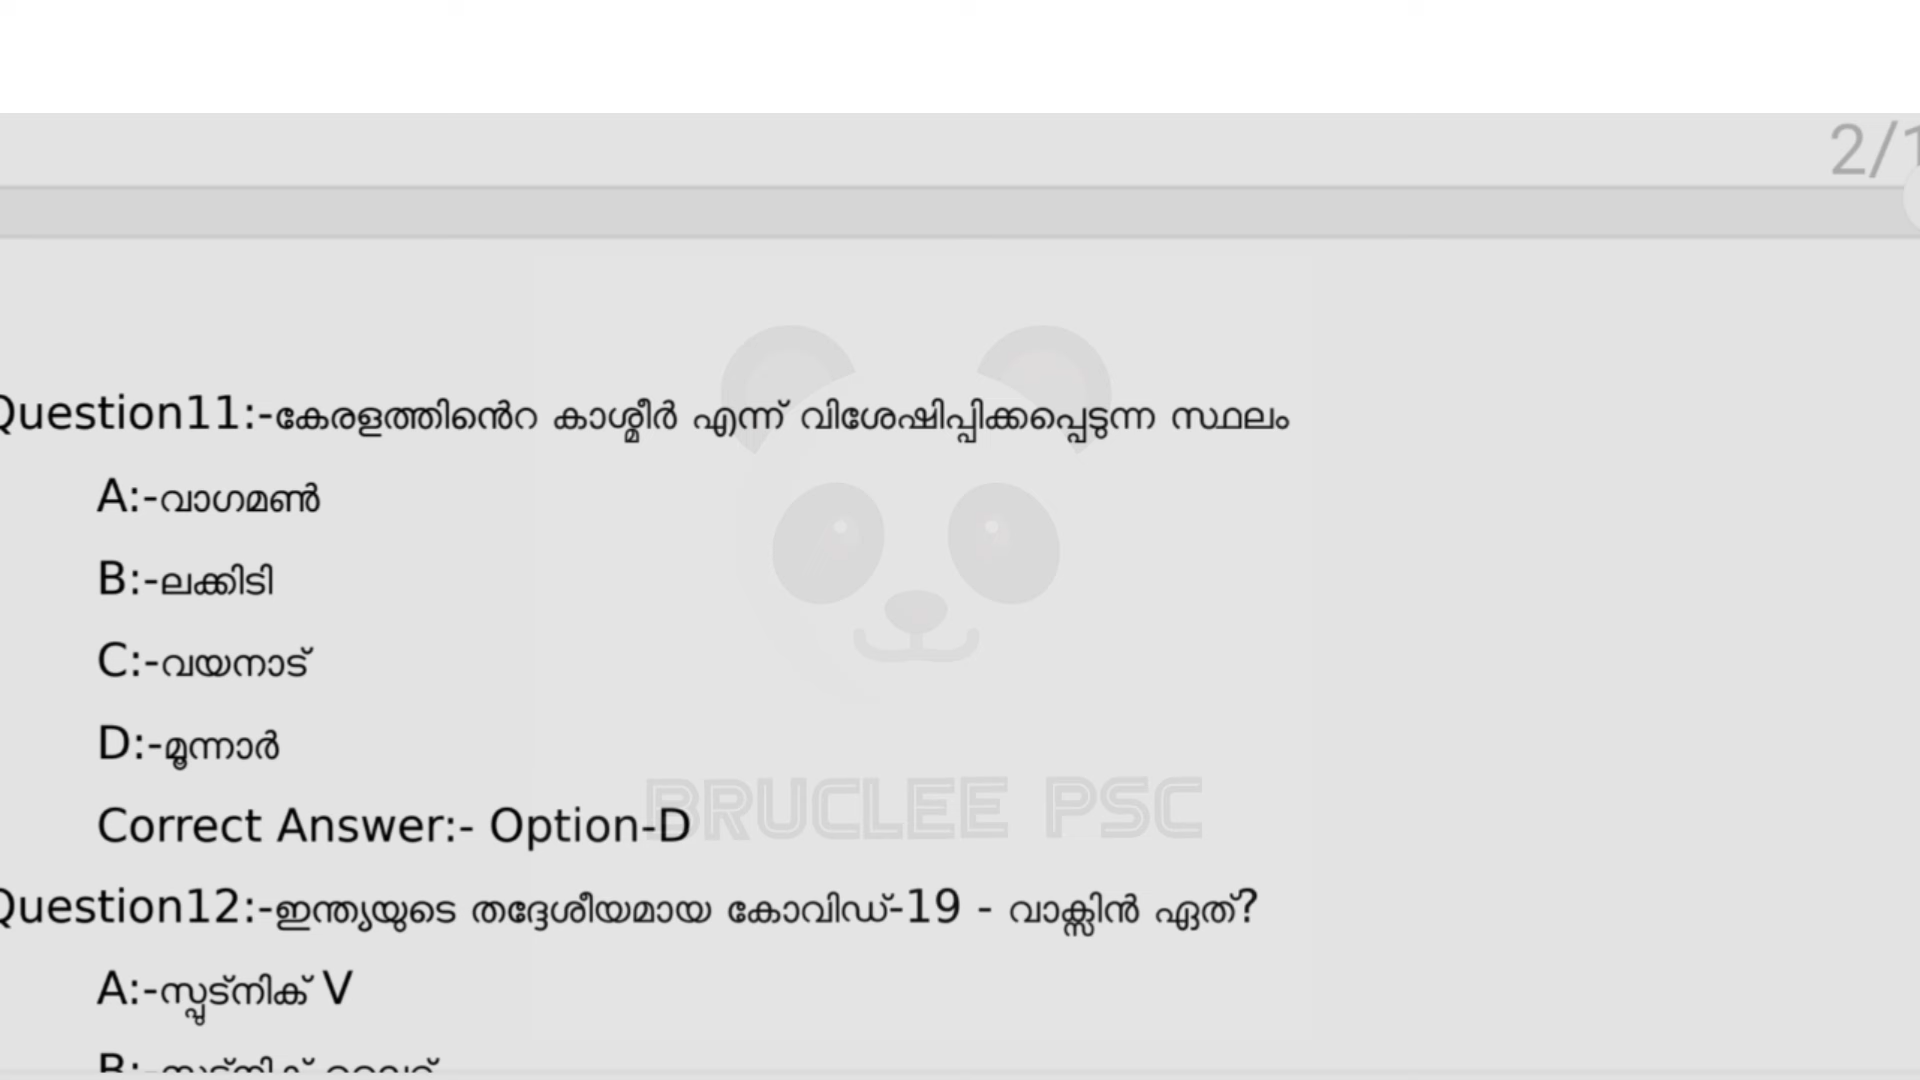 2/1
Question11:-കേരളത്തിന്‍റെ കാശ്മീർ എന്ന് വിശേഷിപ്പിക്കപ്പെടുന്ന സ്ഥലം
A:-വാഗമൺ
B:-ലക്കിടി
C:-വയനാട്
D:-മൂന്നാർ
BRUCLEE PSC
Correct Answer:- Option-D
Question12:-ഇന്ത്യയുടെ തദ്ദേശീയമായ കോവിഡ്-19 - വാക്സിൻ ഏത്?
A:-സ്പുട്നിക് V